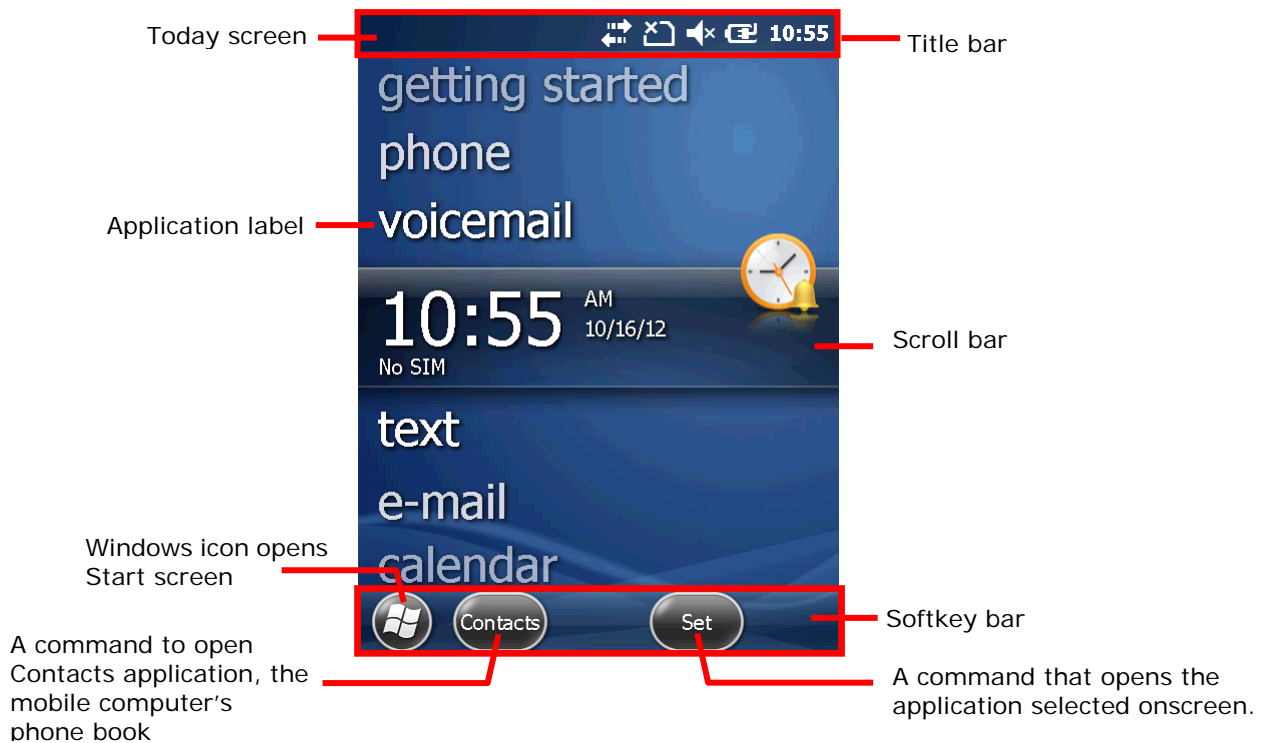 Today screen
10:55
Title bar
getting started
phone
Application label
voicemail
10:55
AM
10/16/12
No SIM
Scroll bar
text
e-mail
calendar
Windows icon opens
Start screen
Contacts
Set
Softkey bar
A command to open
Contacts application, the
mobile computer's
phone book
A command that opens the
application selected onscreen.